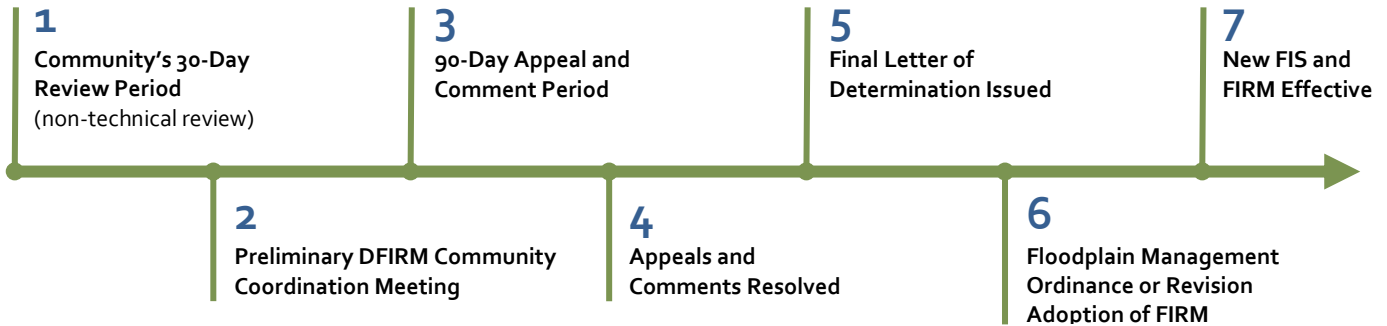 1
Community's 30-Day
Review Period
(non-technical review)
2
Preliminary DFIRM Community
Coordination Meeting
3
90-Day Appeal and
Comment Period
4
Appeals and
Comments Resolved
5
Final Letter of
Determination Issued
6
Floodplain Management
Ordinance or Revision
Adoption of FIRM
7
New FIS and
FIRM Effective